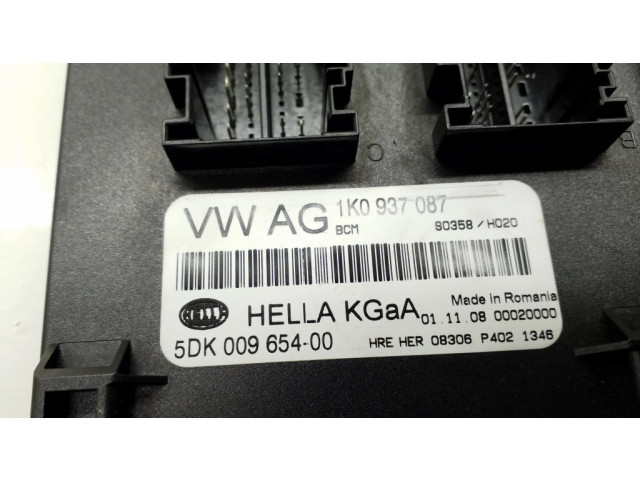 C
B
VW AG 1K0 937 087
BCM S0358 / H020
HELLA
HELLA KGaA
Made in Romania
01.11.08 00020000
5DK 009 654-00
HRE HER 08306 P402 1346